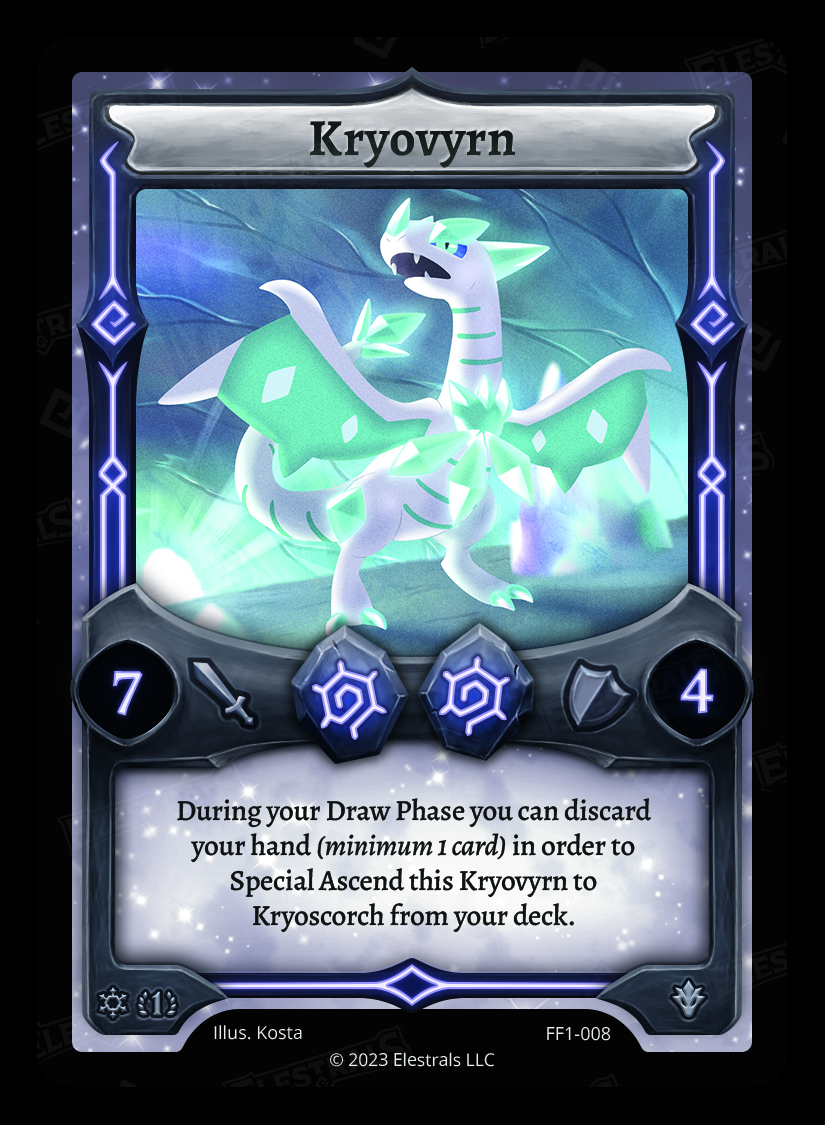 Kryovyrn
7
4
During your Draw Phase you can discard
your hand (minimum 1 card) in order to
Special Ascend this Kryovyrn to
Kryoscorch from your deck.
1
Illus. Kosta
FF1-008
© 2023 Elestrals LLC